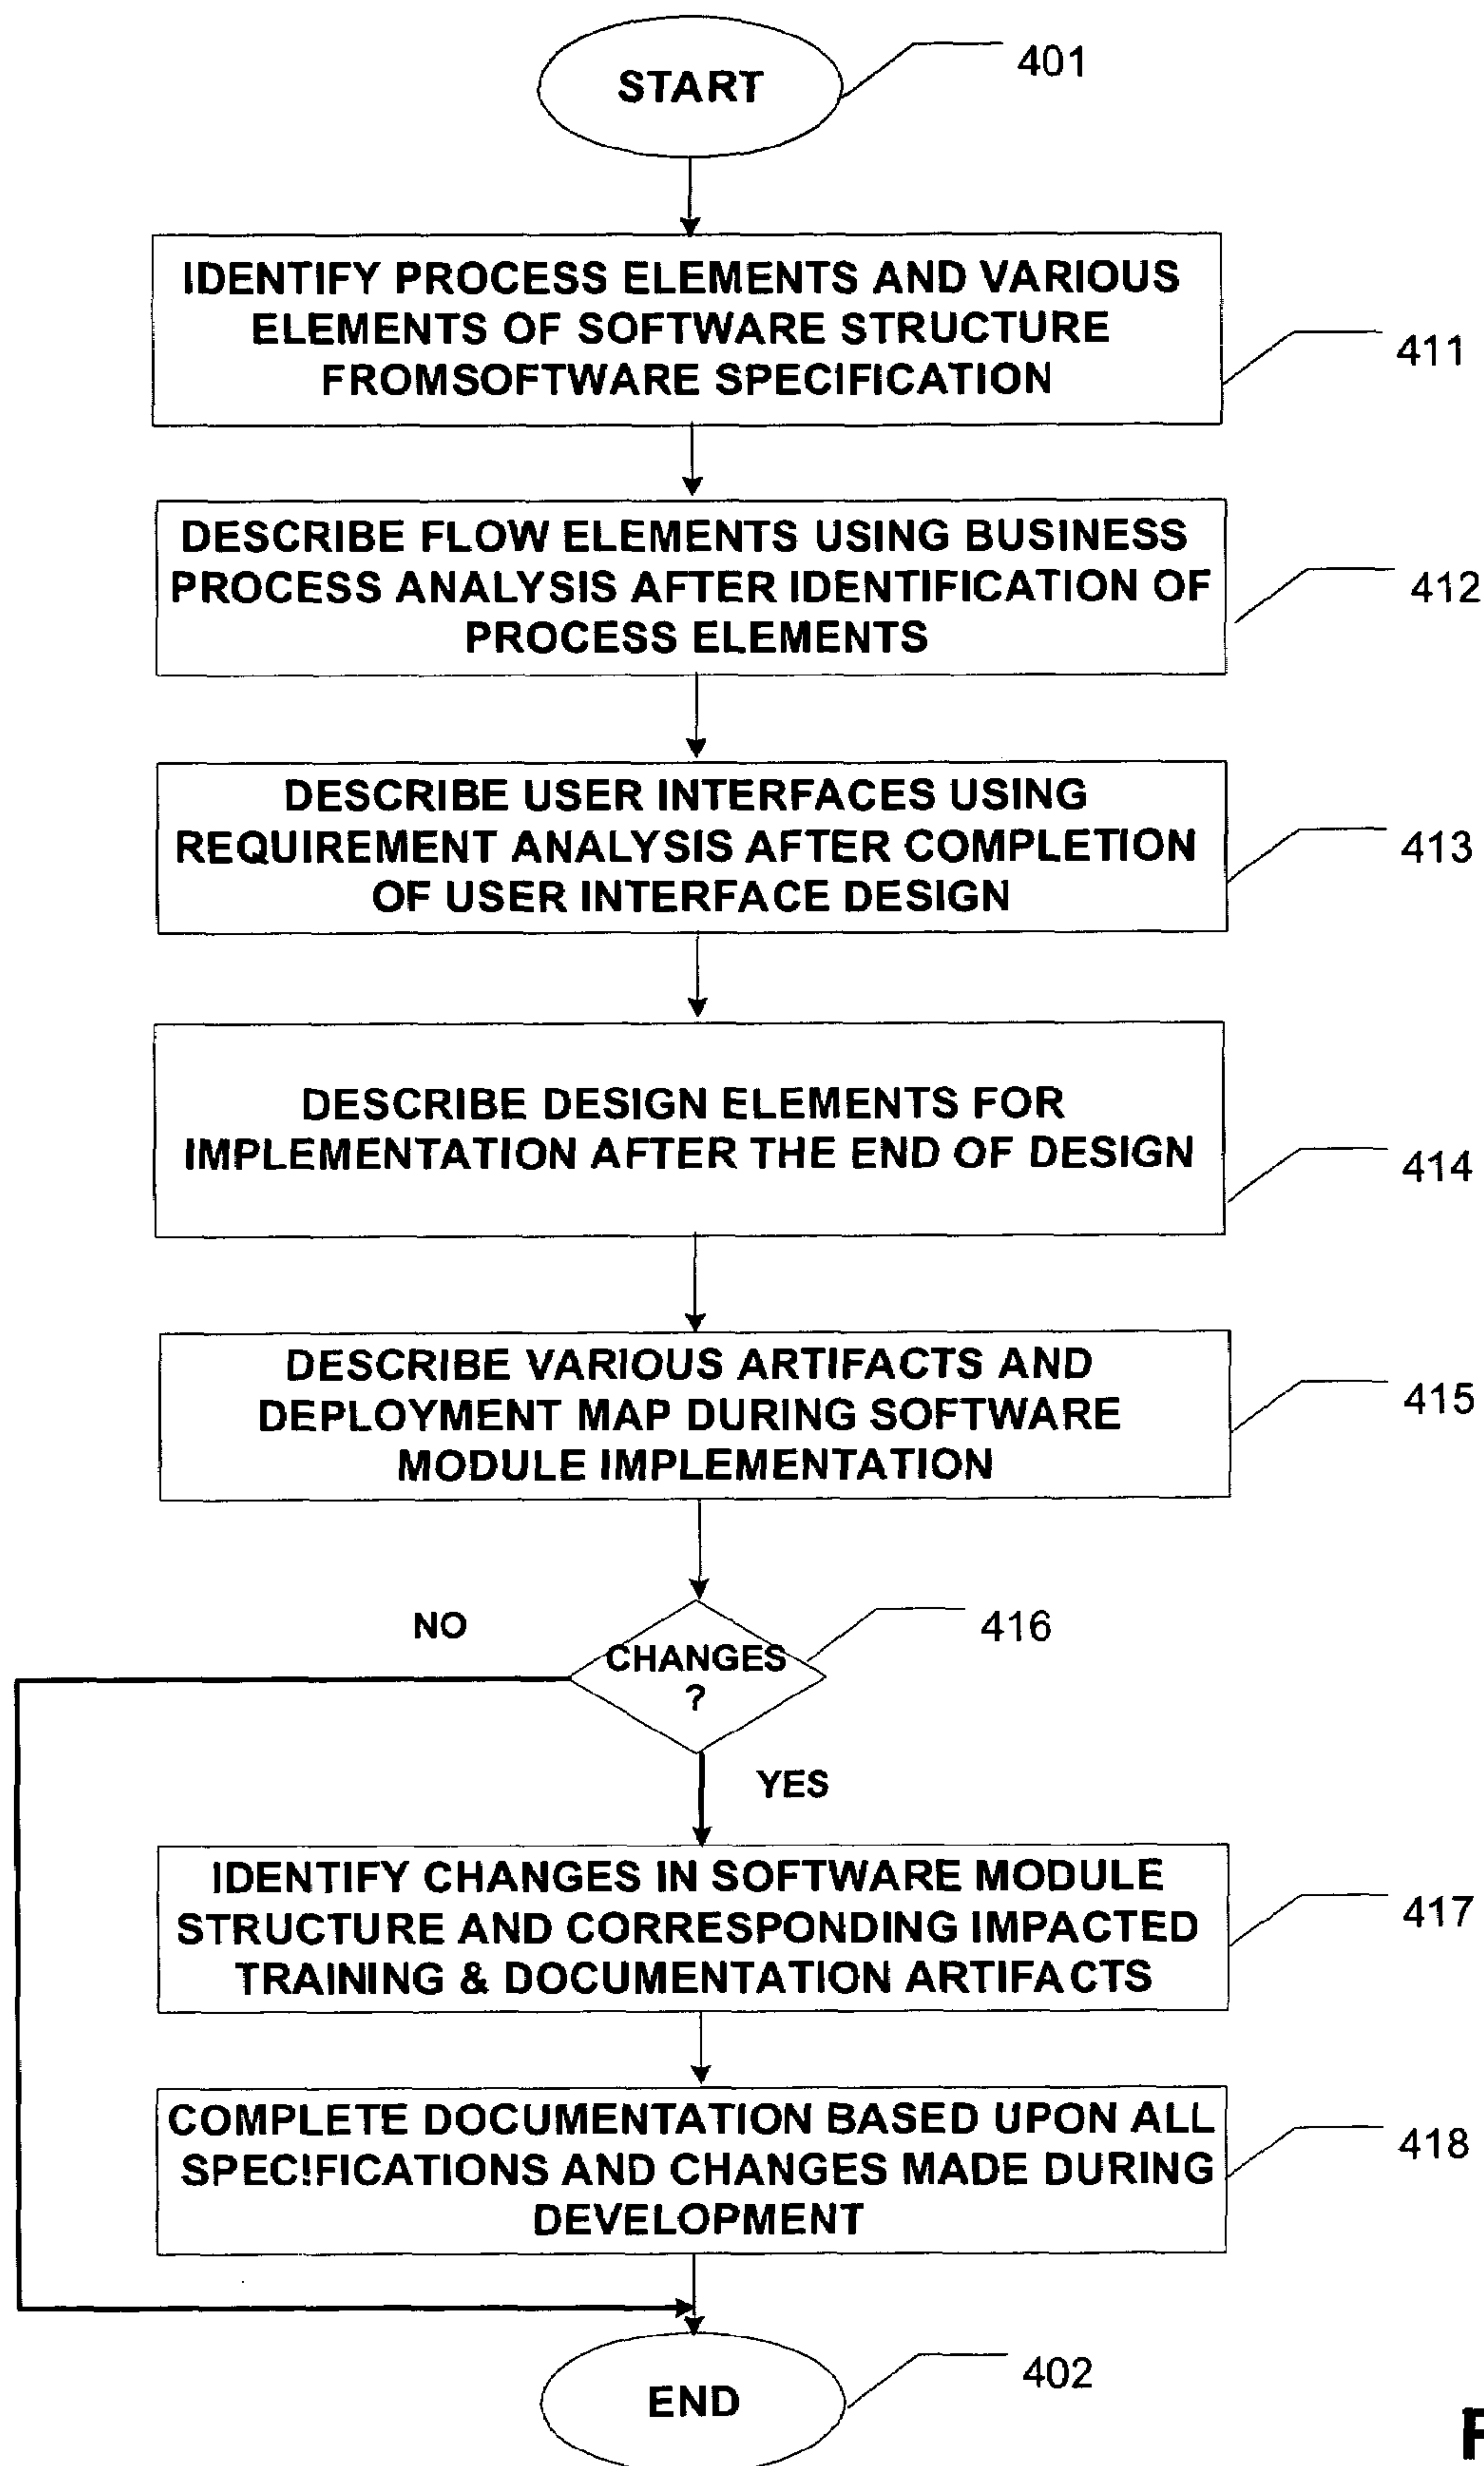 START
401
IDENTIFY PROCESS ELEMENTS AND VARIOUS
ELEMENTS OF SOFTWARE STRUCTURE
FROMSOFTWARE SPECIFICATION
411
DESCRIBE FLOW ELEMENTS USING BUSINESS
PROCESS ANALYSIS AFTER IDENTIFICATION OF
PROCESS ELEMENTS
412
DESCRIBE USER INTERFACES USING
REQUIREMENT ANALYSIS AFTER COMPLETION
OF USER INTERFACE DESIGN
413
DESCRIBE DESIGN ELEMENTS FOR
IMPLEMENTATION AFTER THE END OF DESIGN
414
DESCRIBE VARIOUS ARTIFACTS AND
DEPLOYMENT MAP DURING SOFTWARE
MODULE IMPLEMENTATION
415
NO
CHANGES
?
416
YES
IDENTIFY CHANGES IN SOFTWARE MODULE
STRUCTURE AND CORRESPONDING IMPACTED
TRAINING & DOCUMENTATION ARTIFACTS
417
COMPLETE DOCUMENTATION BASED UPON ALL
SPECIFICATIONS AND CHANGES MADE DURING
DEVELOPMENT
418
END
402